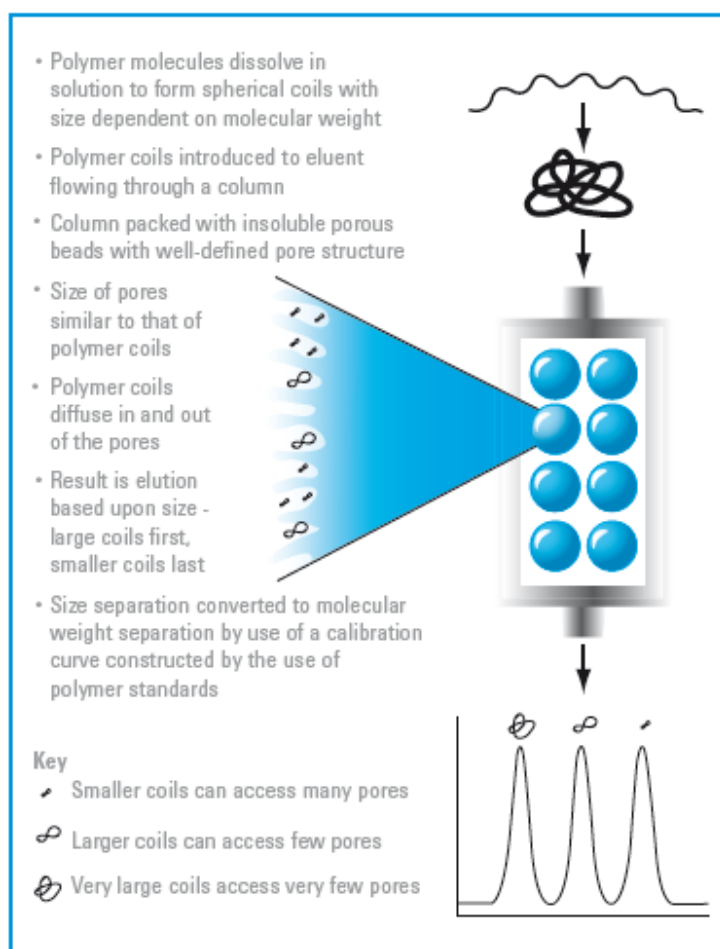 • Polymer molecules dissolve in
solution to form spherical coils with
size dependent on molecular weight
• Polymer coils introduced to eluent
flowing through a column
• Column packed with insoluble porous
beads with well-defined pore structure
• Size of pores
similar to that of
polymer coils
• Polymer coils
diffuse in and out
of the pores
• Result is elution
based upon size -
large coils first,
smaller coils last
• Size separation converted to molecular
weight separation by use of a calibration
curve constructed by the use of
polymer standards
Key
Smaller coils can access many pores
Larger coils can access few pores
Very large coils access very few pores